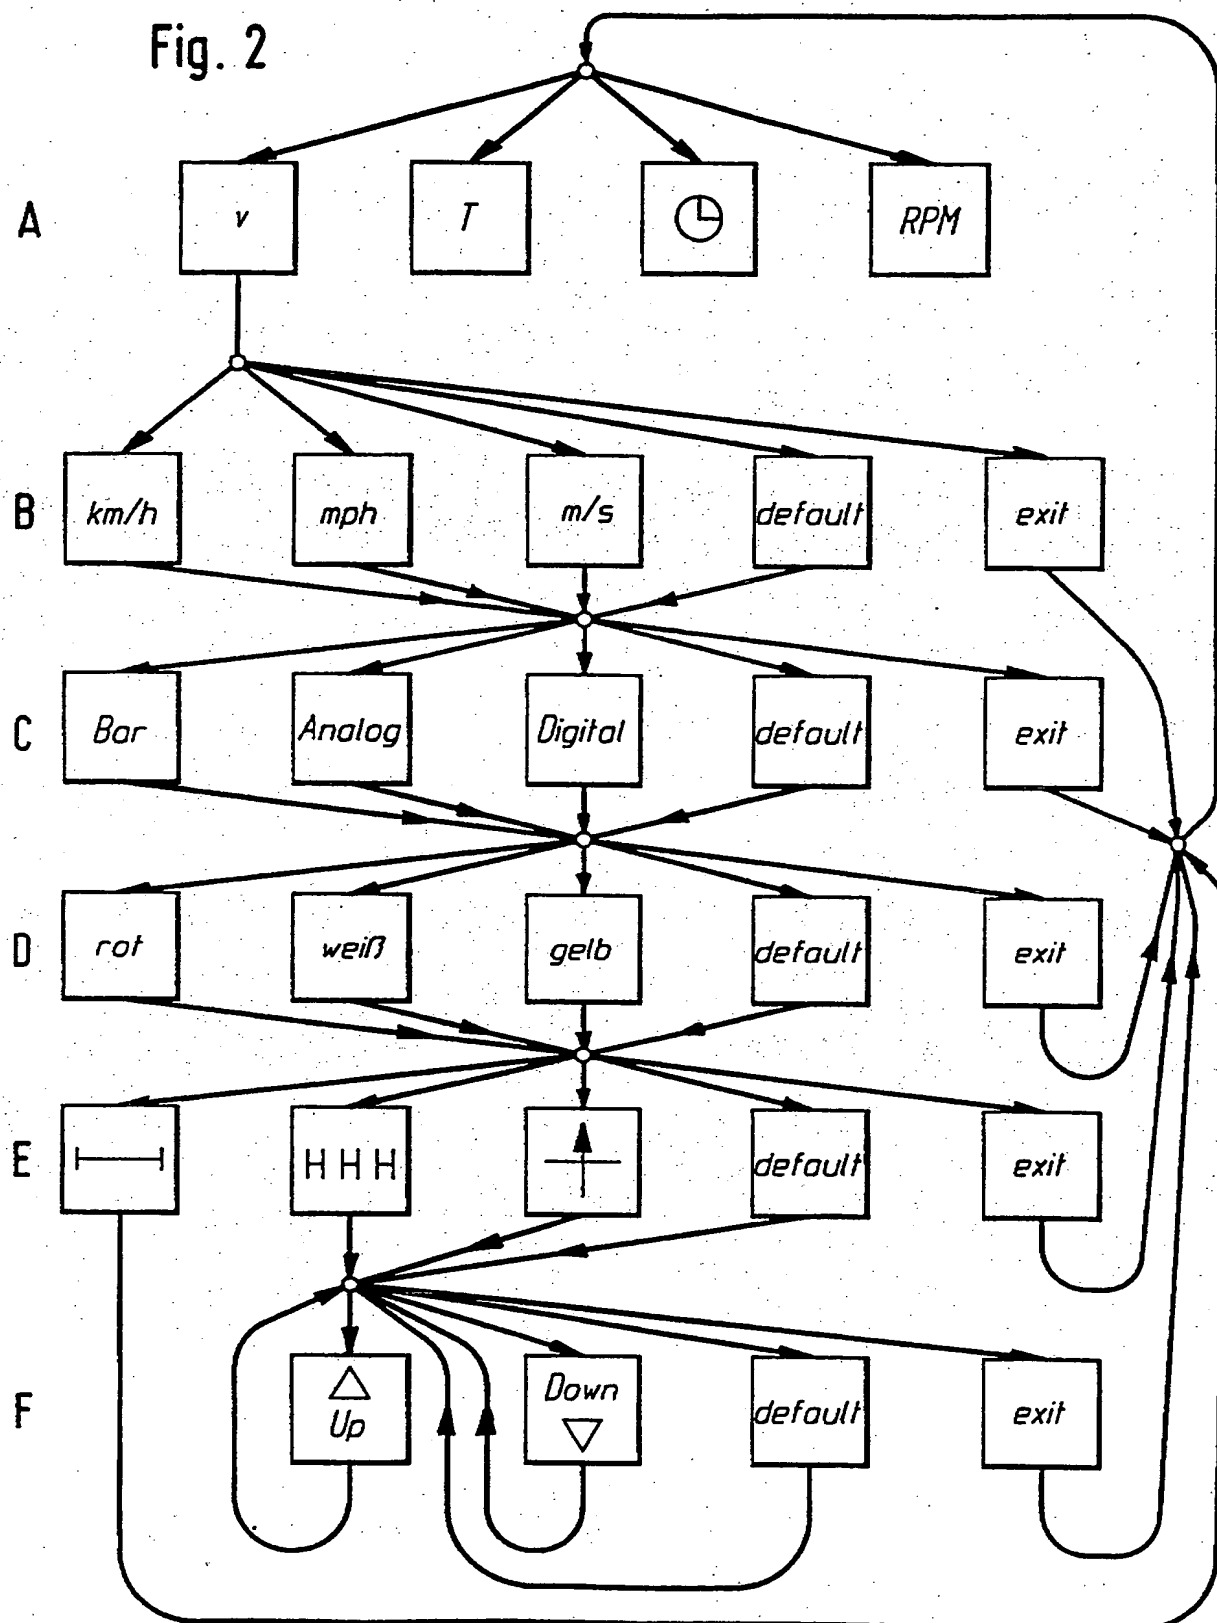 Fig. 2
A v T RPM
B km/h mph m/s default exit
C Bar Analog Digital default exit
D rot weiß gelb default exit
E H H H default exit
F Up Down default exit